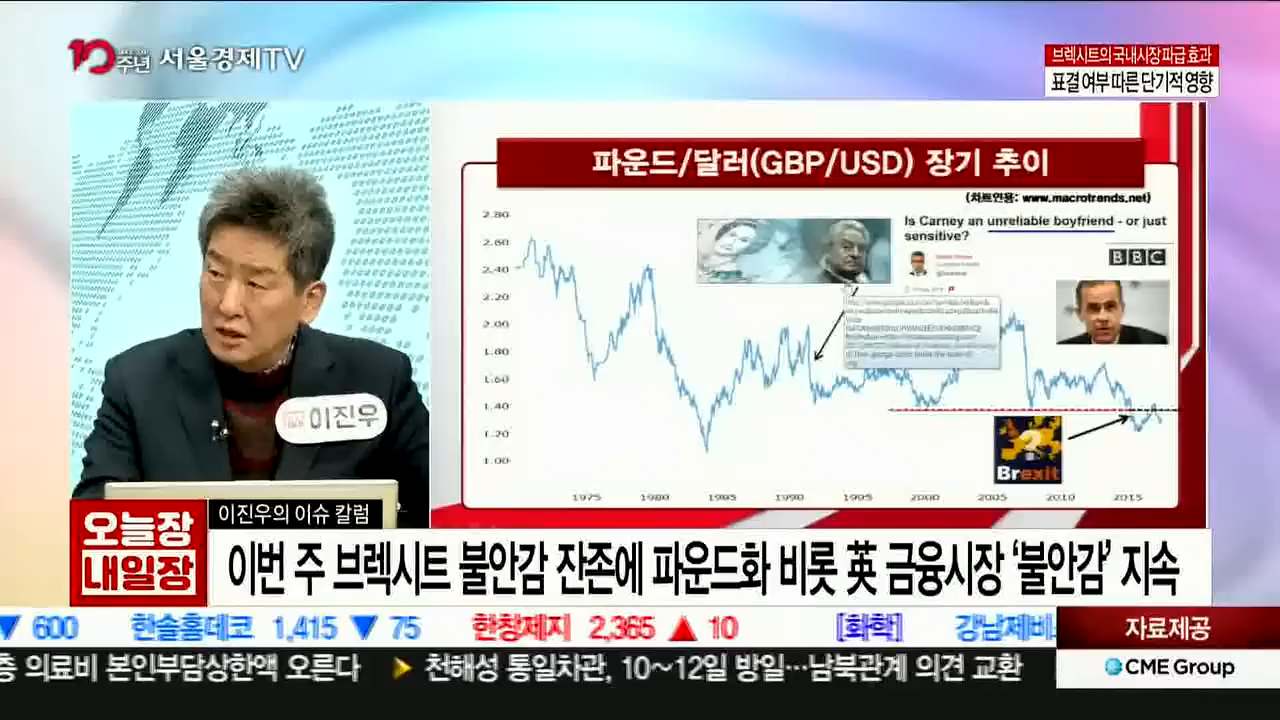 10주년 서울경제TV
브렉시트의 국내시장 파급 효과
표결 여부 따른 단기적 영향
파운드/달러(GBP/USD) 장기 추이
(차트인용: www.macrotrends.net)
Is Carney an unreliable boyfriend - or just
sensitive?
BBC
2.80
2.60
2.40
2.20
2.00
1.80
1.60
1.40
1.20
1.00
Brexit
1975 1980 1985 1990 1995 2000 2005 2010 2015
이진우
오늘장
내일장
이진우의 이슈 칼럼
이번 주 브렉시트 불안감 잔존에 파운드화 비롯 英 금융시장 ‘불안감’ 지속
▼ 600 한솔홈데코 1,415 ▼ 75 한창제지 2,365 ▲ 10 [화학] 강남제비
자료제공
CME Group
층 의료비 본인부담상한액 오른다 ▶ 천해성 통일차관, 10~12일 방일…남북관계 의견 교환